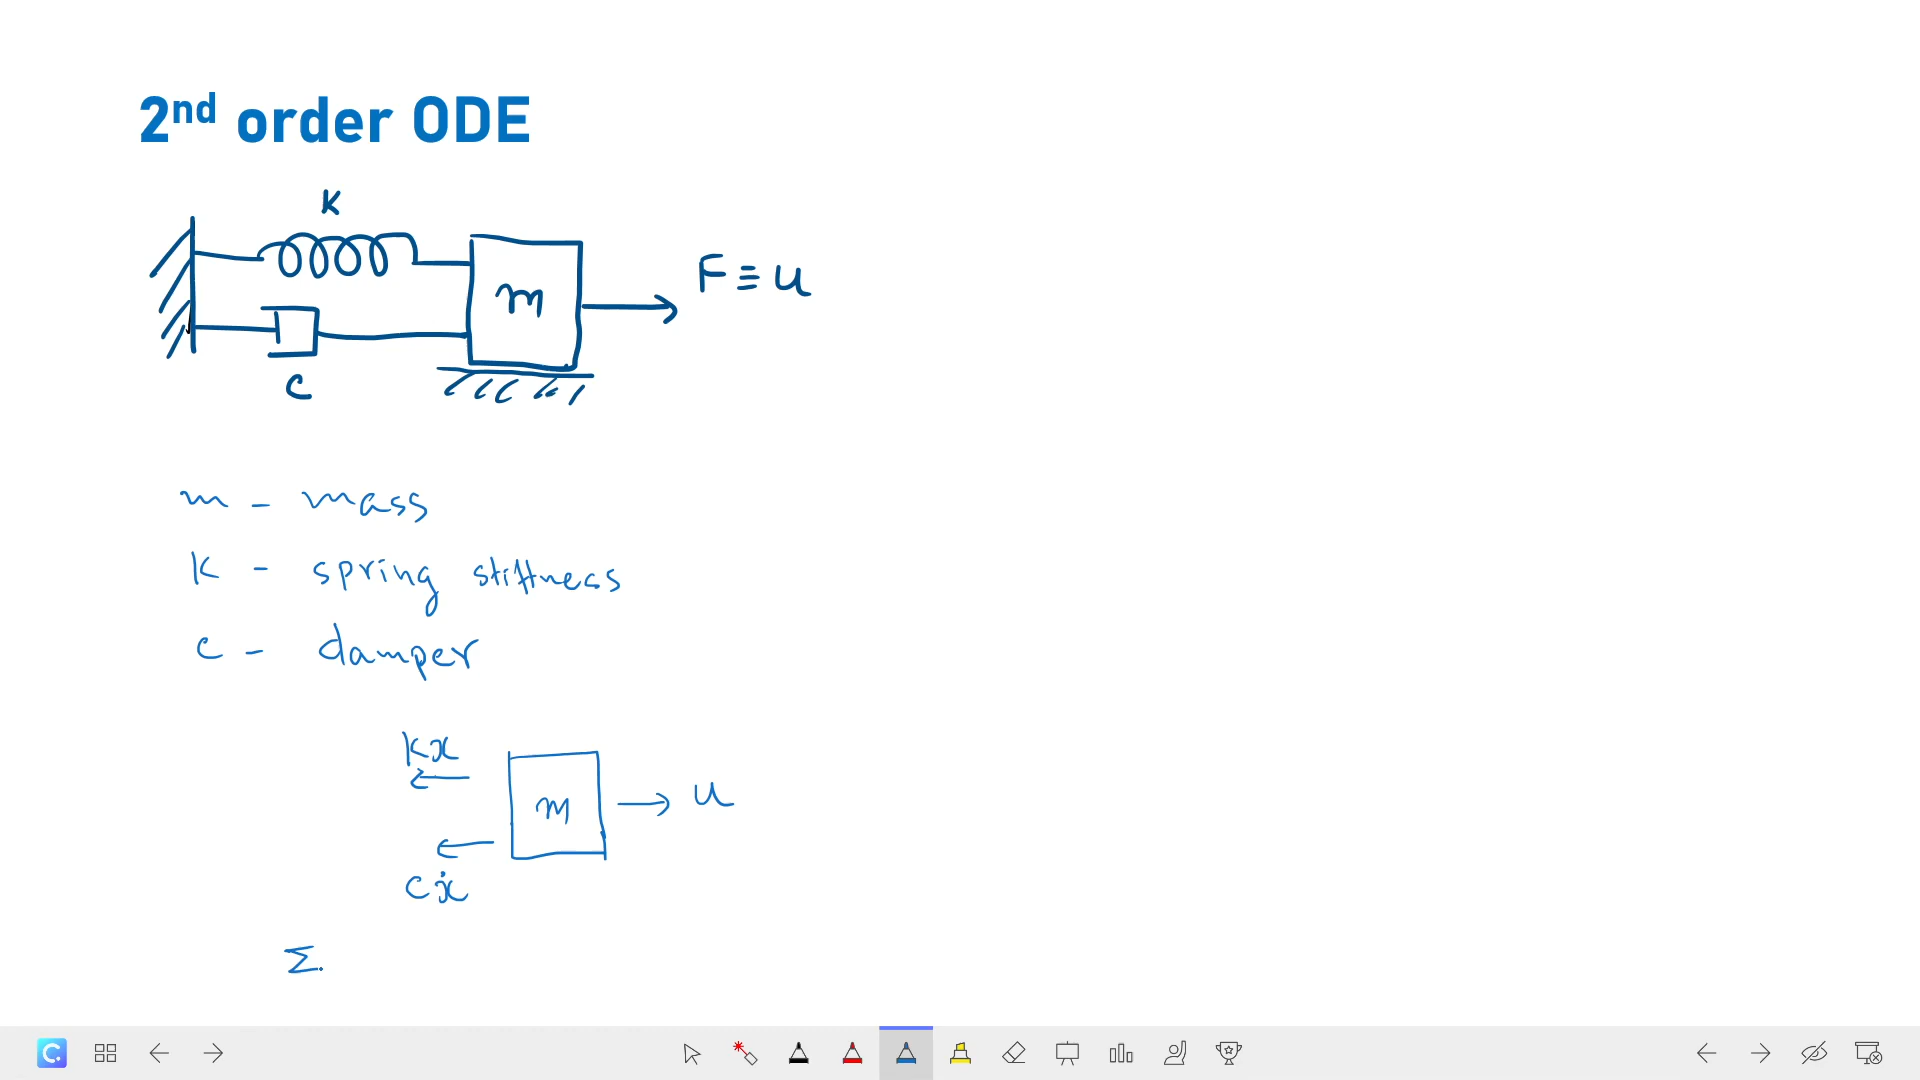 2nd order ODE
K
m
F ≡ u
c
m - mass
K - spring stiffness
c - damper
Kx
m → u
cẋ
Σ.